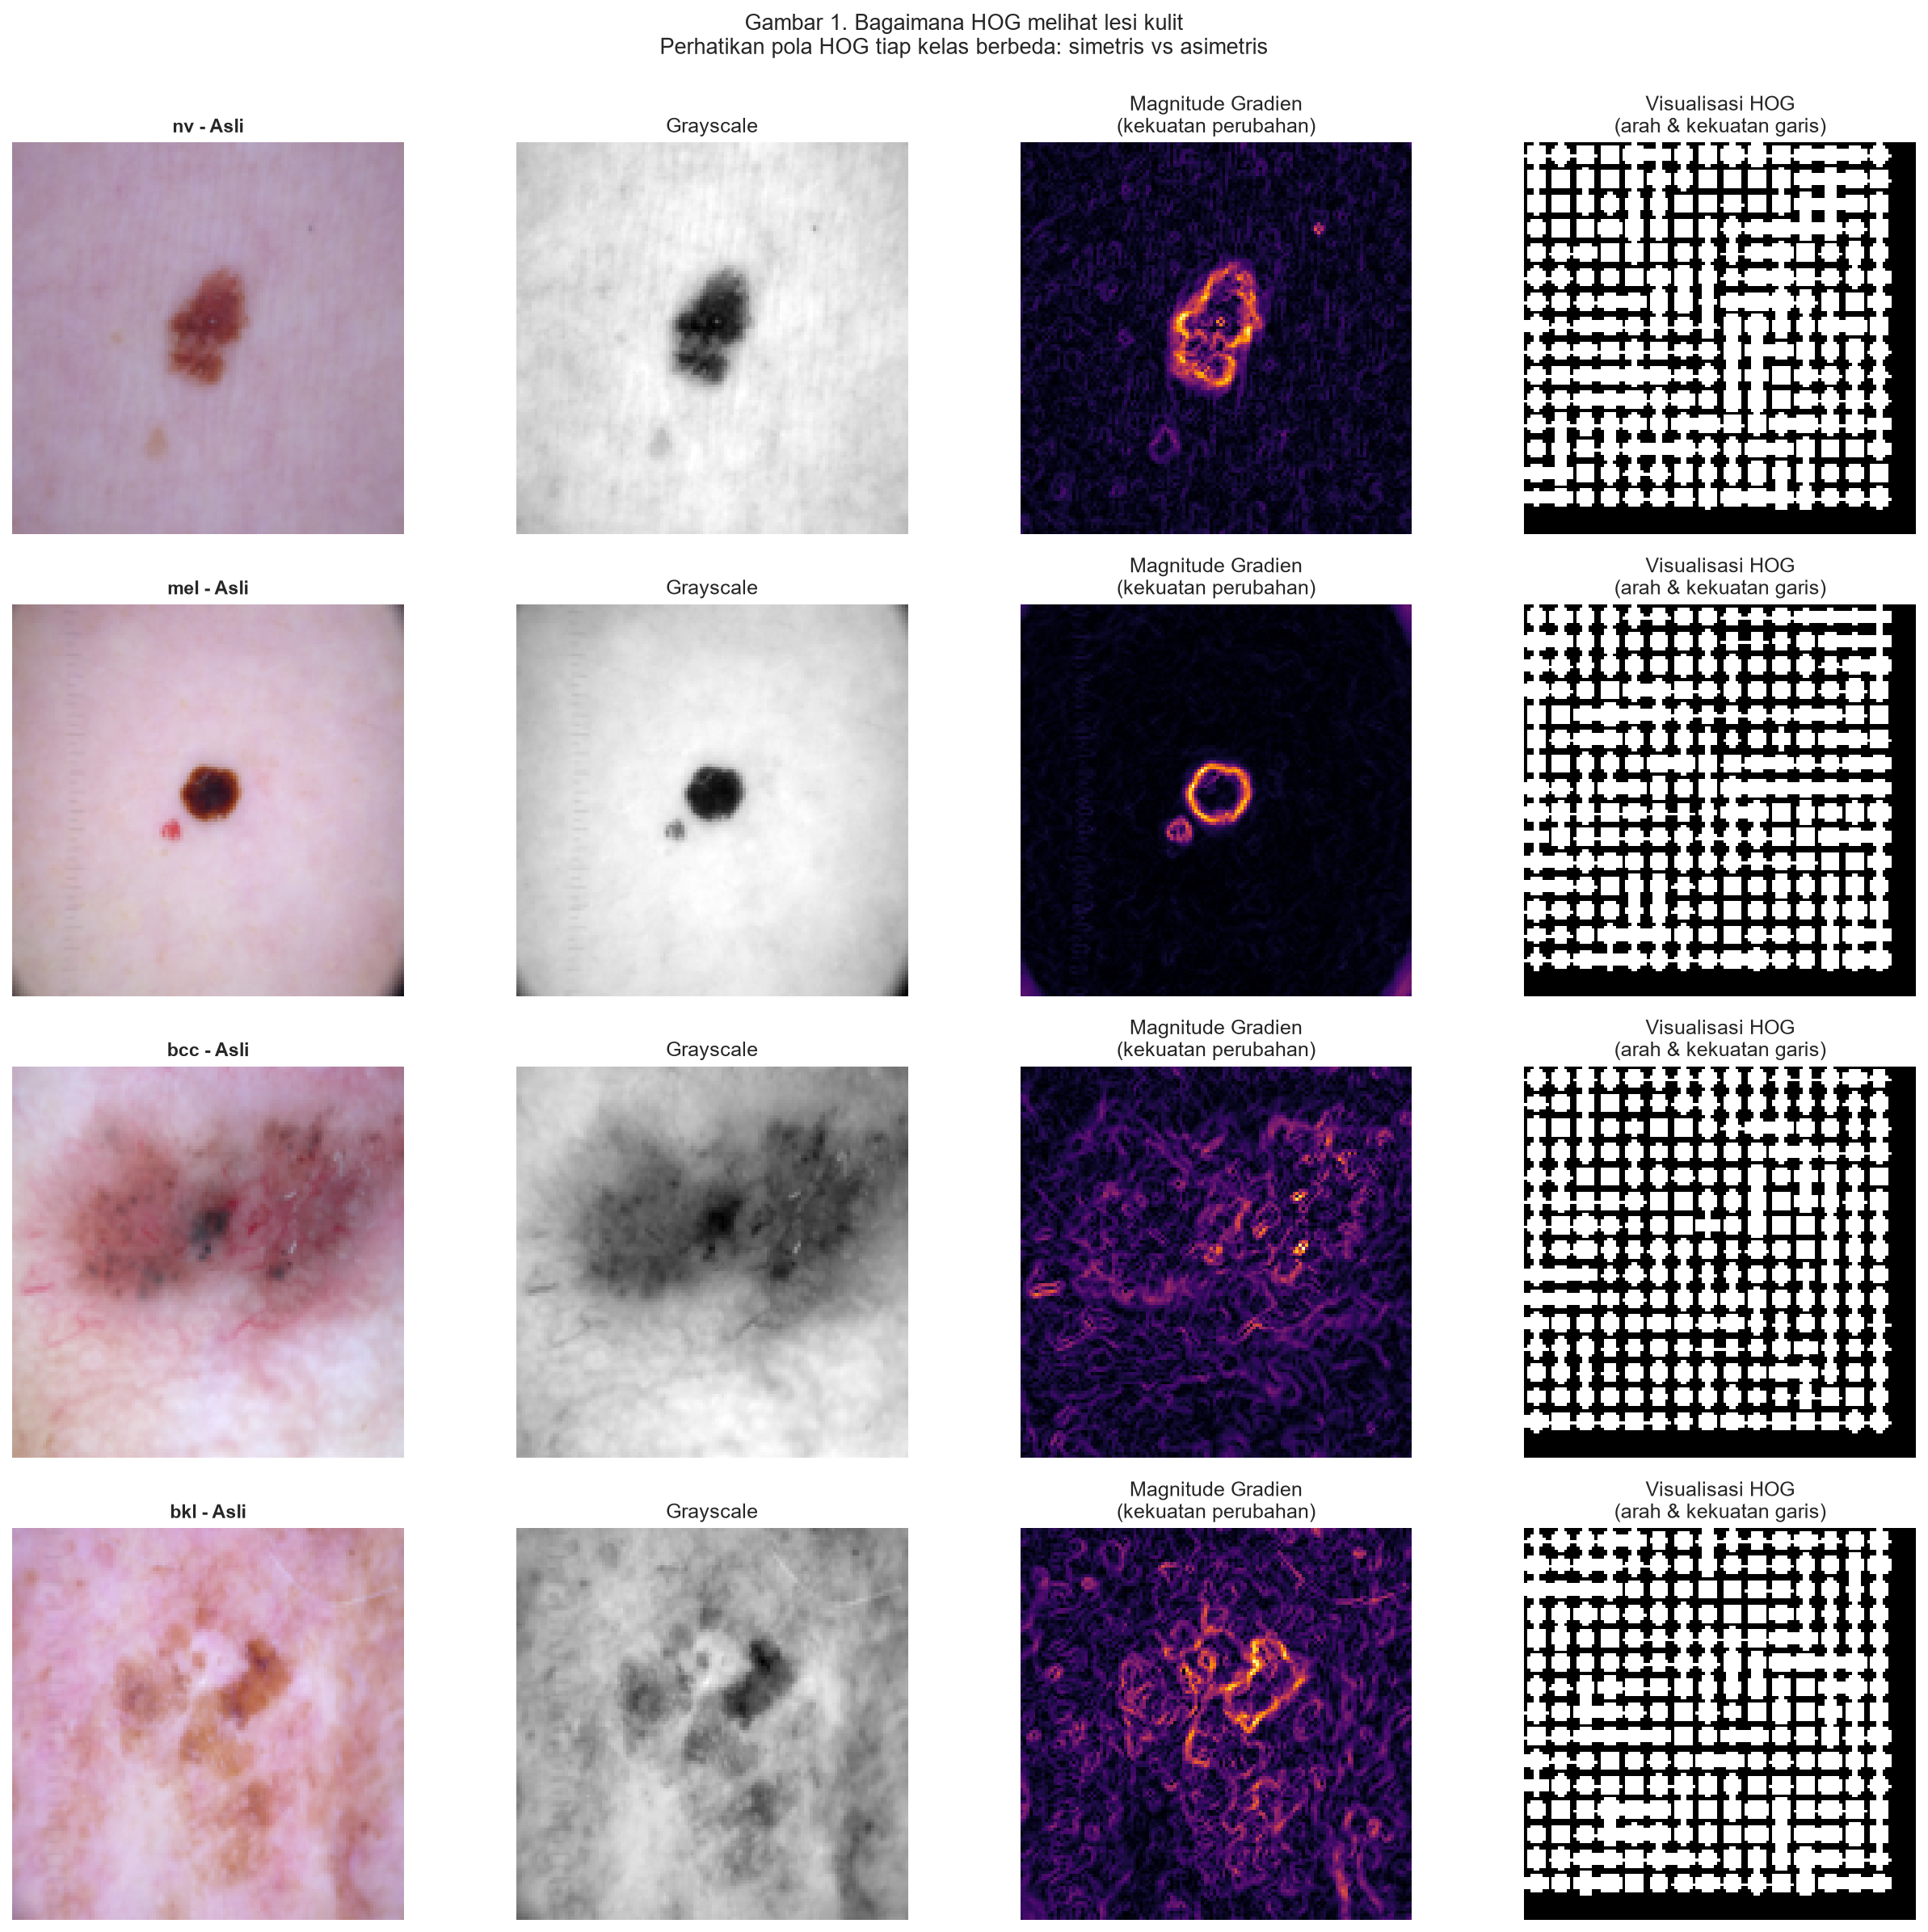 Gambar 1. Bagaimana HOG melihat lesi kulit
Perhatikan pola HOG tiap kelas berbeda: simetris vs asimetris
nv - Asli
Grayscale
Magnitude Gradien
(kekuatan perubahan)
Visualisasi HOG
(arah & kekuatan garis)
mel - Asli
Grayscale
Magnitude Gradien
(kekuatan perubahan)
Visualisasi HOG
(arah & kekuatan garis)
bcc - Asli
Grayscale
Magnitude Gradien
(kekuatan perubahan)
Visualisasi HOG
(arah & kekuatan garis)
bkl - Asli
Grayscale
Magnitude Gradien
(kekuatan perubahan)
Visualisasi HOG
(arah & kekuatan garis)